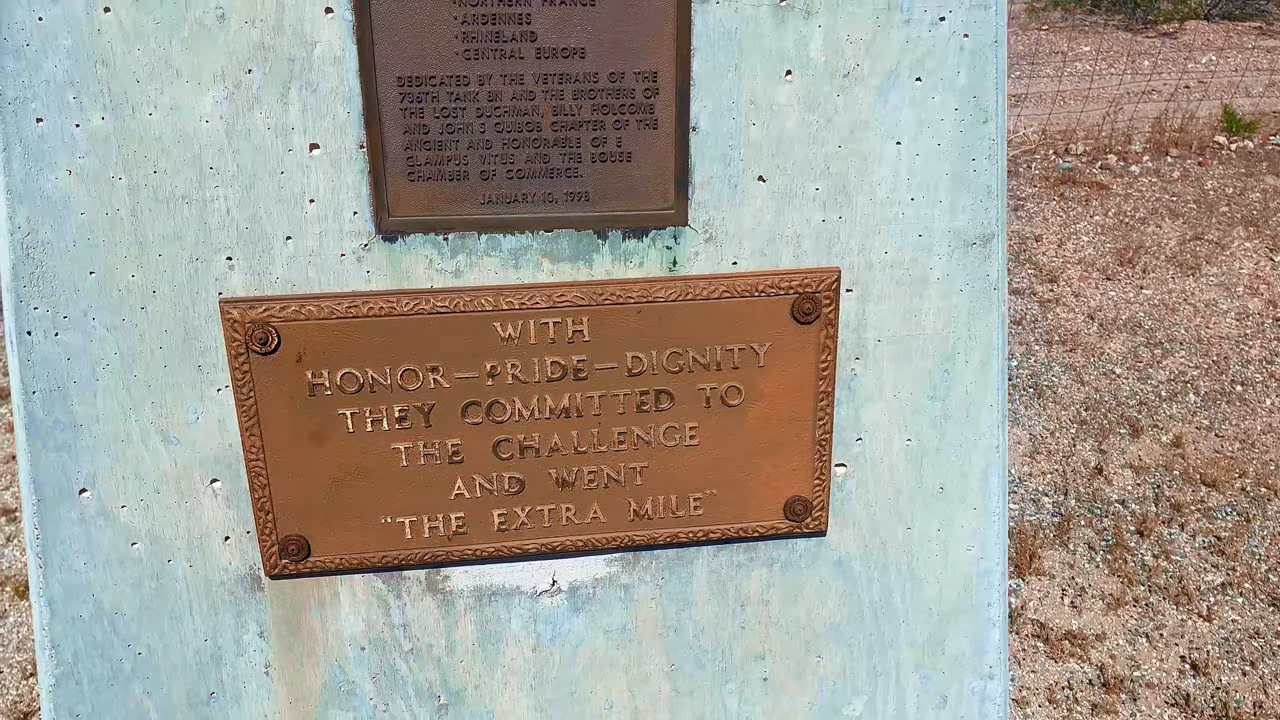 ·NORTHERN FRANCE
·ARDENNES
·RHINELAND
·CENTRAL EUROPE
DEDICATED BY THE VETERANS OF THE
736TH TANK BN AND THE BROTHERS OF
THE LOST DUCHMAN, BILLY HOLCOMB
AND JOHN S QUIBOB CHAPTER OF THE
ANCIENT AND HONORABLE OF E
CLAMPUS VITUS AND THE BOUSE
CHAMBER OF COMMERCE.
JANUARY 10, 1998
WITH
HONOR–PRIDE–DIGNITY
THEY COMMITTED TO
THE CHALLENGE
AND WENT
"THE EXTRA MILE"